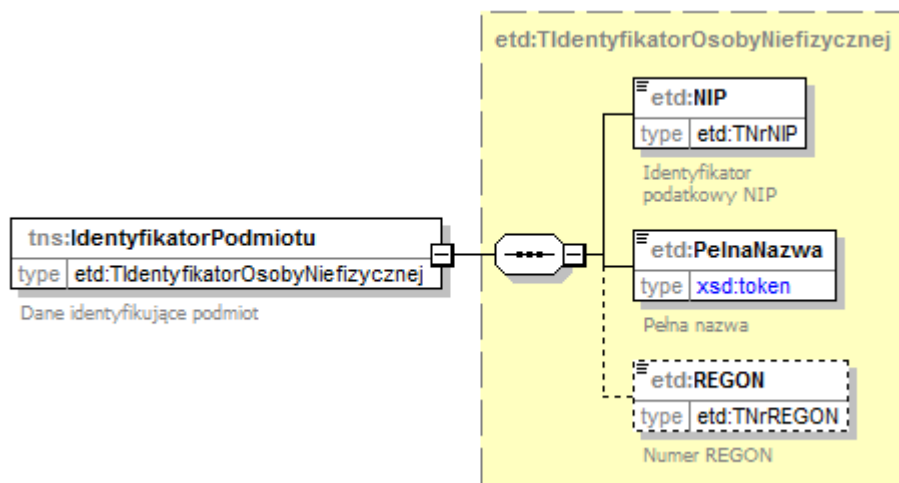 etd:TIdentyfikatorOsobyNiefizycznej
etd:NIP
type etd:TNrNIP
Identyfikator
podatkowy NIP
tns:IdentyfikatorPodmiotu
type etd:TIdentyfikatorOsobyNiefizycznej
Dane identyfikujące podmiot
etd:PelnaNazwa
type xsd:token
Pełna nazwa
etd:REGON
type etd:TNrREGON
Numer REGON